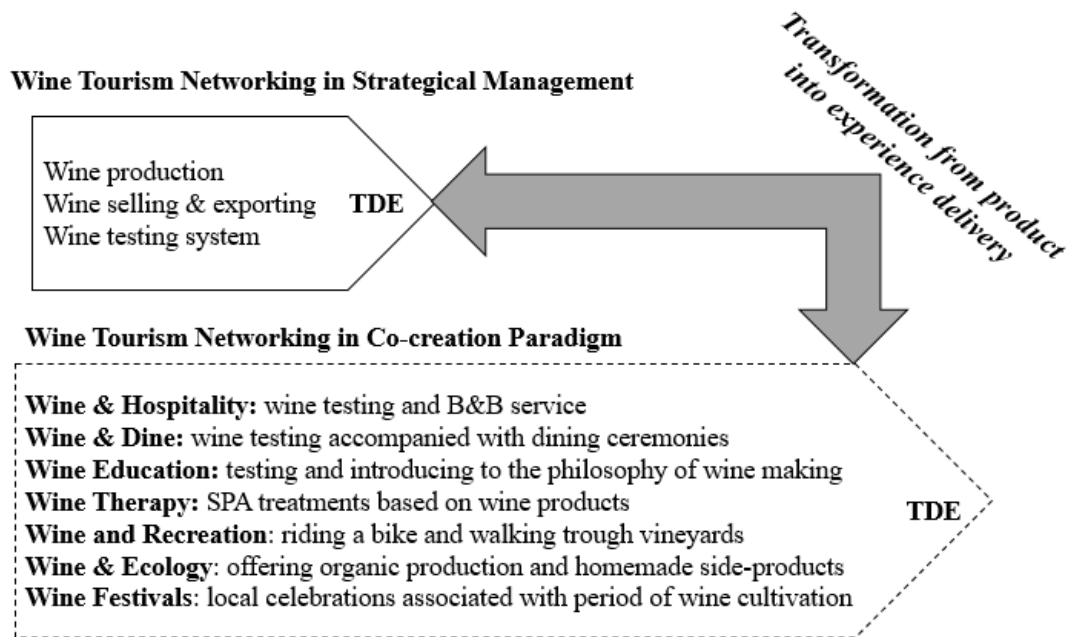 Transformation from product
into experience delivery
Wine Tourism Networking in Strategical Management
Wine production
Wine selling & exporting TDE
Wine testing system
Wine Tourism Networking in Co-creation Paradigm
Wine & Hospitality: wine testing and B&B service
Wine & Dine: wine testing accompanied with dining ceremonies
Wine Education: testing and introducing to the philosophy of wine making
Wine Therapy: SPA treatments based on wine products
TDE
Wine and Recreation: riding a bike and walking trough vineyards
Wine & Ecology: offering organic production and homemade side-products
Wine Festivals: local celebrations associated with period of wine cultivation